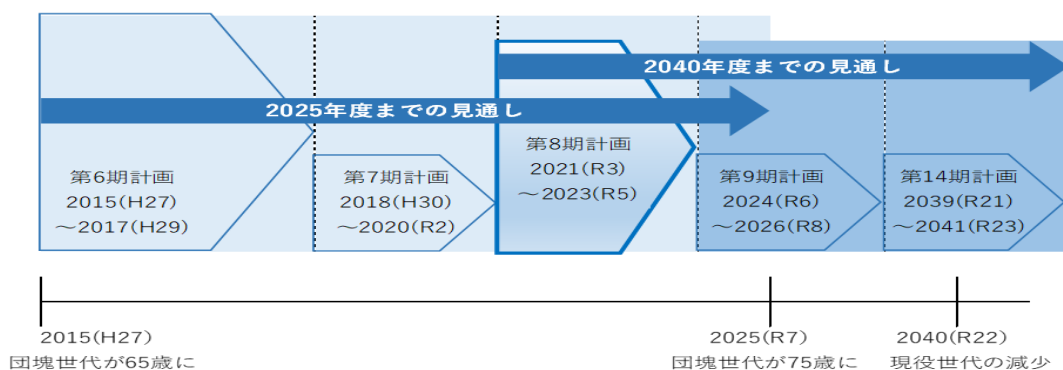 2040年度までの見通し
2025年度までの見通し
第6期計画
2015(H27)
～2017(H29)
第7期計画
2018(H30)
～2020(R2)
第8期計画
2021(R3)
～2023(R5)
第9期計画
2024(R6)
～2026(R8)
第14期計画
2039(R21)
～2041(R23)
2015(H27)
団塊世代が65歳に
2025(R7)
団塊世代が75歳に
2040(R22)
現役世代の減少